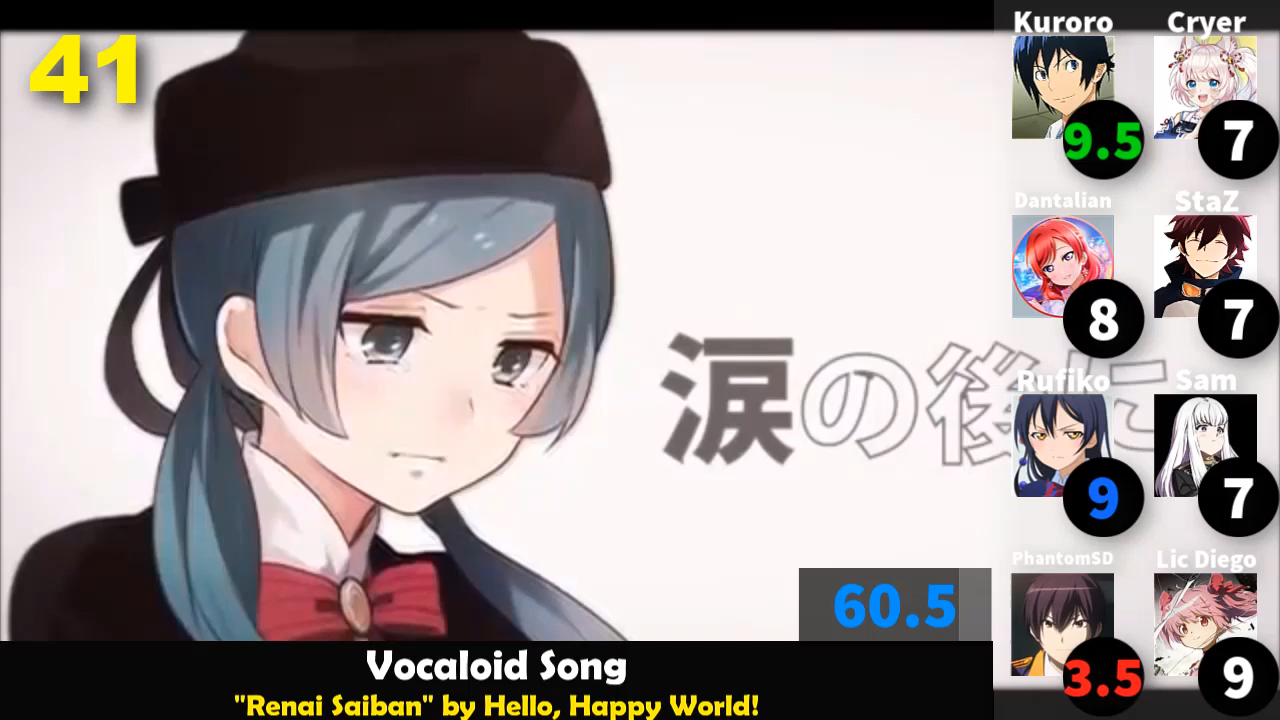 41
涙の後に
60.5
Vocaloid Song
"Renai Saiban" by Hello, Happy World!
Kuroro
9.5
Cryer
7
Dantalian
8
StaZ
7
Rufiko
9
Sam
7
PhantomSD
3.5
Lic Diego
9